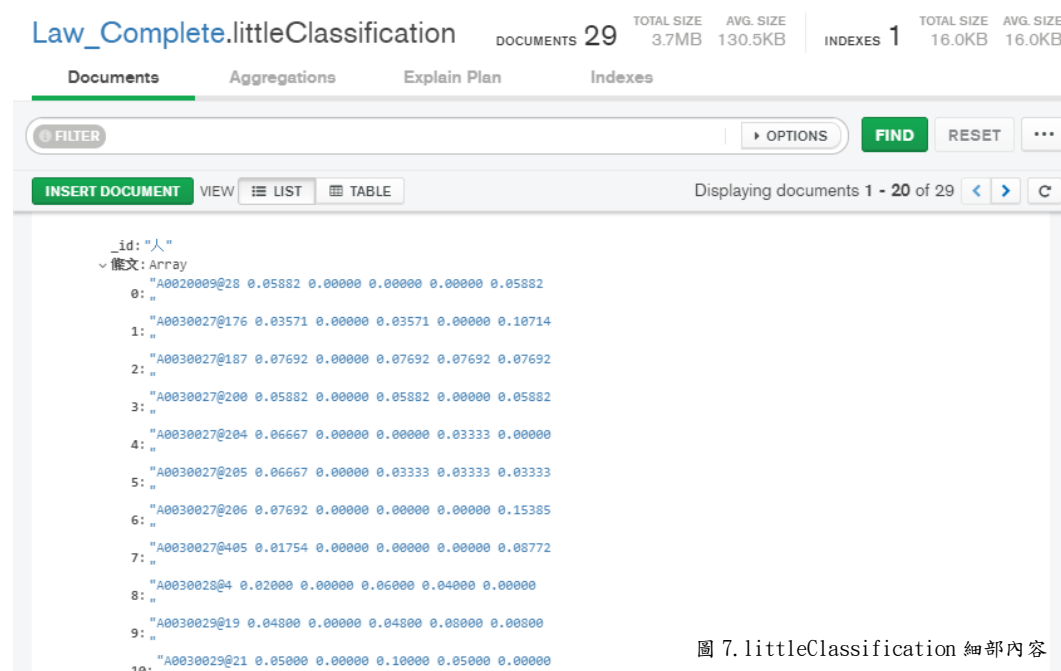 Law_Complete.littleClassification DOCUMENTS 29 TOTAL SIZE 3.7MB AVG. SIZE 130.5KB INDEXES 1 TOTAL SIZE 16.0KB AVG. SIZE 16.0KB
Documents Aggregations Explain Plan Indexes
FILTER OPTIONS FIND RESET ...
INSERT DOCUMENT VIEW LIST TABLE Displaying documents 1 - 20 of 29
_id: "人"
條文: Array
0: "A0020009@28 0.05882 0.00000 0.00000 0.00000 0.05882
"
1: "A0030027@176 0.03571 0.00000 0.03571 0.00000 0.10714
"
2: "A0030027@187 0.07692 0.00000 0.07692 0.07692 0.07692
"
3: "A0030027@200 0.05882 0.00000 0.05882 0.00000 0.05882
"
4: "A0030027@204 0.06667 0.00000 0.00000 0.03333 0.00000
"
5: "A0030027@205 0.06667 0.00000 0.03333 0.03333 0.03333
"
6: "A0030027@206 0.07692 0.00000 0.00000 0.00000 0.15385
"
7: "A0030027@405 0.01754 0.00000 0.00000 0.00000 0.08772
"
8: "A0030028@4 0.02000 0.00000 0.06000 0.04000 0.00000
"
9: "A0030029@19 0.04800 0.00000 0.04800 0.08000 0.00800
"
10: "A0030029@21 0.05000 0.00000 0.10000 0.05000 0.00000
圖 7. littleClassification 細部內容